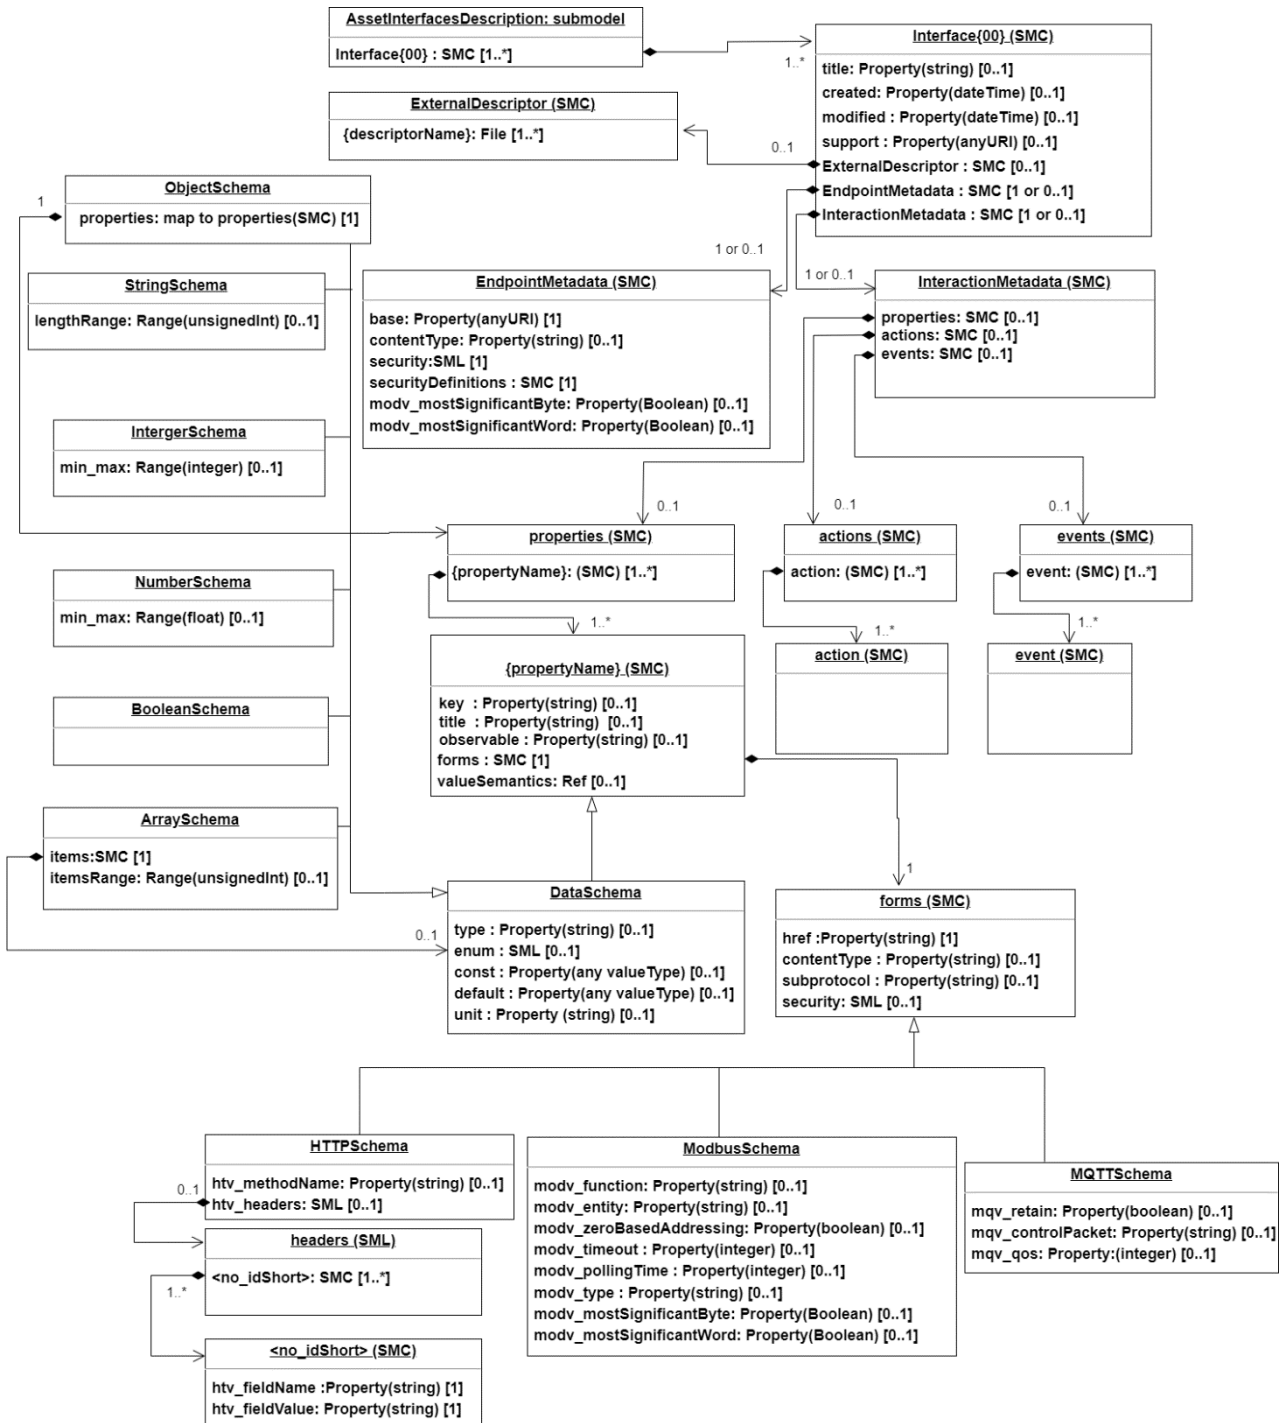 AssetInterfacesDescription: submodel
Interface{00} : SMC [1..*]
1..*
Interface{00} (SMC)
title: Property(string) [0..1]
created: Property(dateTime) [0..1]
modified : Property(dateTime) [0..1]
support : Property(anyURI) [0..1]
ExternalDescriptor : SMC [0..1]
EndpointMetadata : SMC [1 or 0..1]
InteractionMetadata : SMC [1 or 0..1]
ExternalDescriptor (SMC)
{descriptorName}: File [1..*]
0..1
ObjectSchema
properties: map to properties(SMC) [1]
1
1 or 0..1
1 or 0..1
StringSchema
lengthRange: Range(unsignedInt) [0..1]
EndpointMetadata (SMC)
base: Property(anyURI) [1]
contentType: Property(string) [0..1]
security:SML [1]
securityDefinitions : SMC [1]
modv_mostSignificantByte: Property(Boolean) [0..1]
modv_mostSignificantWord: Property(Boolean) [0..1]
InteractionMetadata (SMC)
properties: SMC [0..1]
actions: SMC [0..1]
events: SMC [0..1]
IntergerSchema
min_max: Range(integer) [0..1]
0..1
0..1
0..1
properties (SMC)
{propertyName}: (SMC) [1..*]
actions (SMC)
action: (SMC) [1..*]
events (SMC)
event: (SMC) [1..*]
NumberSchema
min_max: Range(float) [0..1]
1..*
1..*
1..*
{propertyName} (SMC)
key : Property(string) [0..1]
title : Property(string) [0..1]
observable : Property(string) [0..1]
forms : SMC [1]
valueSemantics: Ref [0..1]
action (SMC)
event (SMC)
BooleanSchema
ArraySchema
items:SMC [1]
itemsRange: Range(unsignedInt) [0..1]
0..1
1
DataSchema
type : Property(string) [0..1]
enum : SML [0..1]
const : Property(any valueType) [0..1]
default : Property(any valueType) [0..1]
unit : Property (string) [0..1]
forms (SMC)
href :Property(string) [1]
contentType : Property(string) [0..1]
subprotocol : Property(string) [0..1]
security: SML [0..1]
HTTPSchema
htv_methodName: Property(string) [0..1]
htv_headers: SML [0..1]
0..1
headers (SML)
<no_idShort>: SMC [1..*]
1..*
<no_idShort> (SMC)
htv_fieldName :Property(string) [1]
htv_fieldValue: Property(string) [1]
ModbusSchema
modv_function: Property(string) [0..1]
modv_entity: Property(string) [0..1]
modv_zeroBasedAddressing: Property(boolean) [0..1]
modv_timeout : Property(integer) [0..1]
modv_pollingTime : Property(integer) [0..1]
modv_type : Property(string) [0..1]
modv_mostSignificantByte: Property(Boolean) [0..1]
modv_mostSignificantWord: Property(Boolean) [0..1]
MQTTSchema
mqv_retain: Property(boolean) [0..1]
mqv_controlPacket: Property(string) [0..1]
mqv_qos: Property:(integer) [0..1]